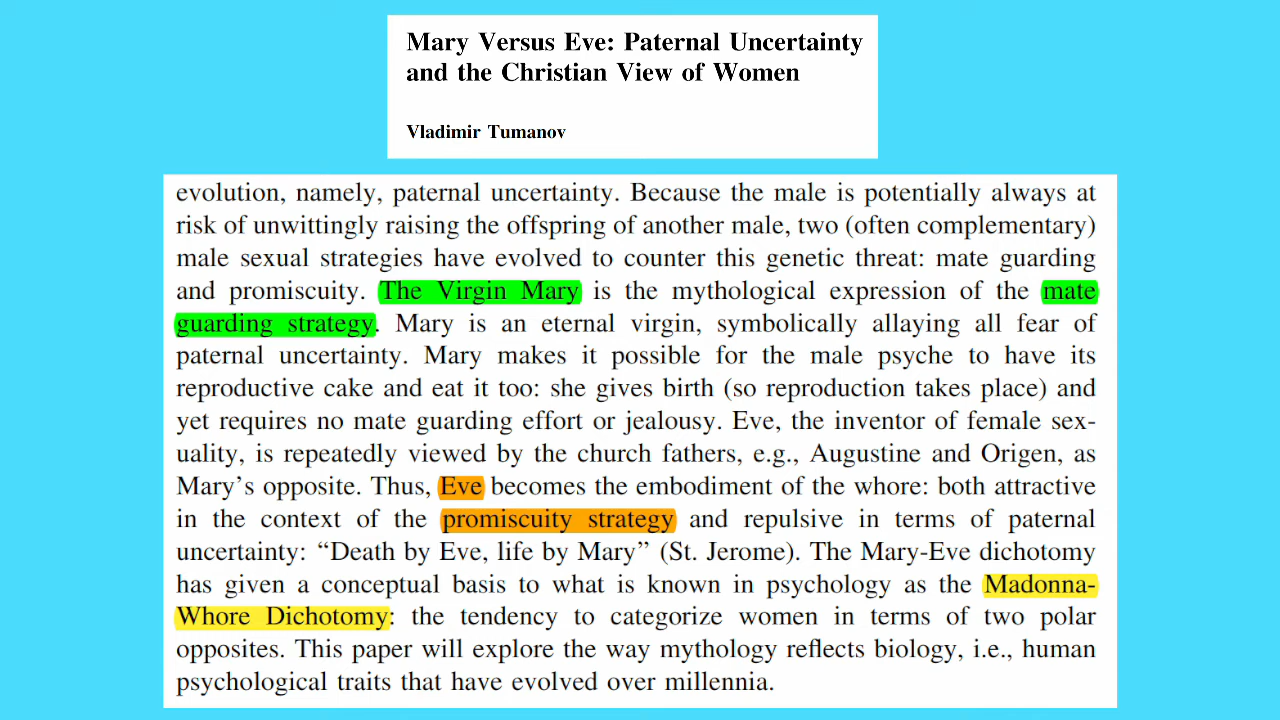 Mary Versus Eve: Paternal Uncertainty
and the Christian View of Women
Vladimir Tumanov
evolution, namely, paternal uncertainty. Because the male is potentially always at
risk of unwittingly raising the offspring of another male, two (often complementary)
male sexual strategies have evolved to counter this genetic threat: mate guarding
and promiscuity. The Virgin Mary is the mythological expression of the mate
guarding strategy. Mary is an eternal virgin, symbolically allaying all fear of
paternal uncertainty. Mary makes it possible for the male psyche to have its
reproductive cake and eat it too: she gives birth (so reproduction takes place) and
yet requires no mate guarding effort or jealousy. Eve, the inventor of female sex-
uality, is repeatedly viewed by the church fathers, e.g., Augustine and Origen, as
Mary’s opposite. Thus, Eve becomes the embodiment of the whore: both attractive
in the context of the promiscuity strategy and repulsive in terms of paternal
uncertainty: “Death by Eve, life by Mary” (St. Jerome). The Mary-Eve dichotomy
has given a conceptual basis to what is known in psychology as the Madonna-
Whore Dichotomy: the tendency to categorize women in terms of two polar
opposites. This paper will explore the way mythology reflects biology, i.e., human
psychological traits that have evolved over millennia.